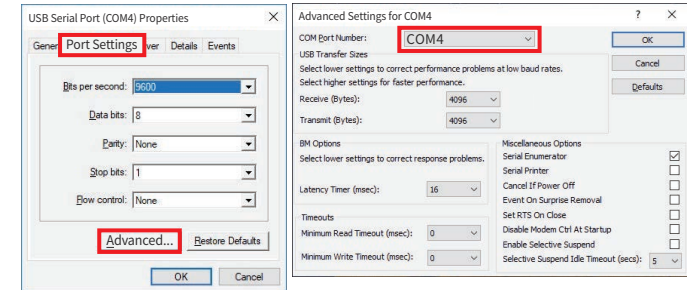 USB Serial Port (COM4) Properties
Gener Port Settings ver Details Events
Bits per second: 9600
Data bits: 8
Parity: None
Stop bits: 1
Flow control: None
Advanced... Restore Defaults
OK Cancel
Advanced Settings for COM4 ?
COM Port Number: COM4
OK
USB Transfer Sizes
Select lower settings to correct performance problems at low baud rates.
Cancel
Select higher settings for faster performance.
Defaults
Receive (Bytes): 4096
Transmit (Bytes): 4096
BM Options
Select lower settings to correct response problems.
Latency Timer (msec): 16
Timeouts
Minimum Read Timeout (msec): 0
Minimum Write Timeout (msec): 0
Miscellaneous Options
Serial Enumerator
Serial Printer
Cancel If Power Off
Event On Surprise Removal
Set RTS On Close
Disable Modem Ctrl At Startup
Enable Selective Suspend
Selective Suspend Idle Timeout (secs): 5